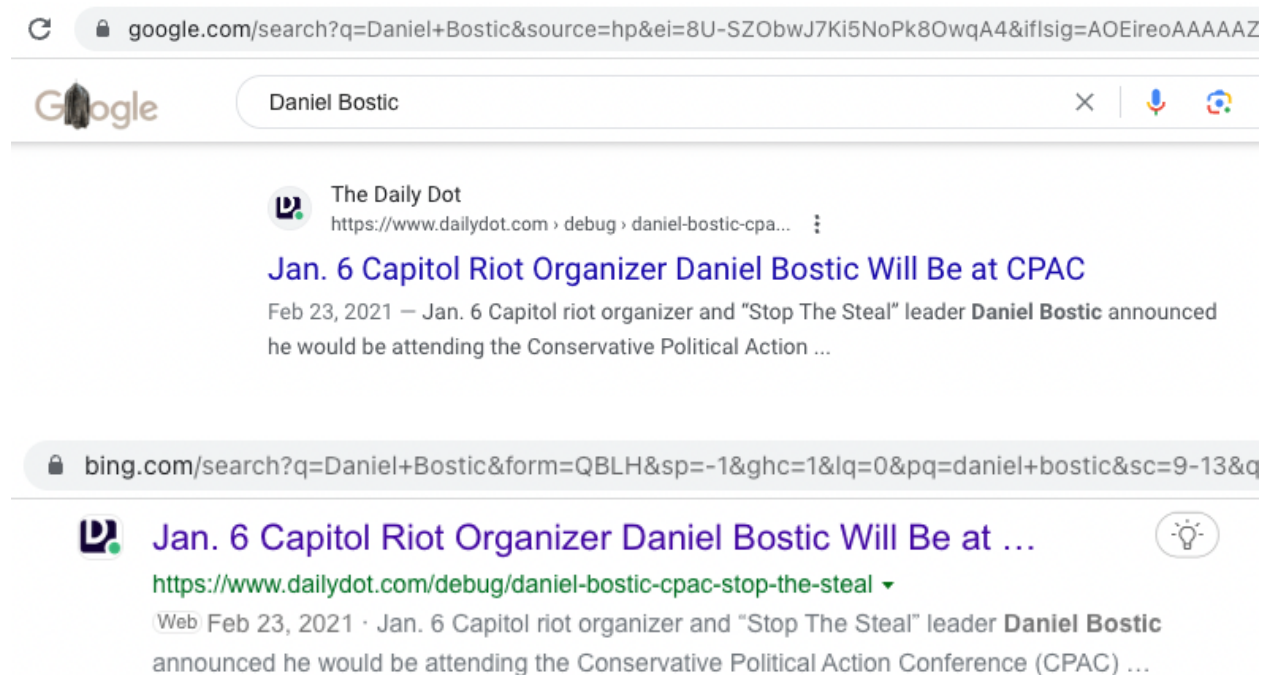 google.com/search?q=Daniel+Bostic&source=hp&ei=8U-SZObwJ7Ki5NoPk8OwqA4&iflsig=AOEireoAAAAAZ
Google
Daniel Bostic
The Daily Dot
https://www.dailydot.com › debug › daniel-bostic-cpa...
Jan. 6 Capitol Riot Organizer Daniel Bostic Will Be at CPAC
Feb 23, 2021 — Jan. 6 Capitol riot organizer and “Stop The Steal” leader Daniel Bostic announced
he would be attending the Conservative Political Action ...
bing.com/search?q=Daniel+Bostic&form=QBLH&sp=-1&ghc=1&lq=0&pq=daniel+bostic&sc=9-13&q
Jan. 6 Capitol Riot Organizer Daniel Bostic Will Be at …
https://www.dailydot.com/debug/daniel-bostic-cpac-stop-the-steal
Web Feb 23, 2021 · Jan. 6 Capitol riot organizer and “Stop The Steal” leader Daniel Bostic
announced he would be attending the Conservative Political Action Conference (CPAC) …